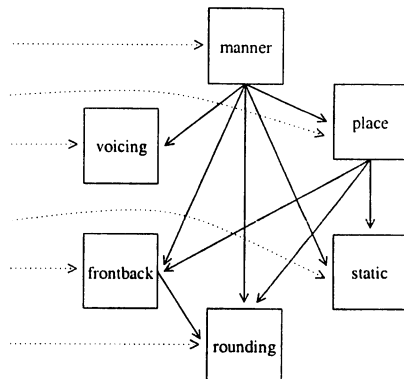 manner
place
voicing
frontback
static
rounding